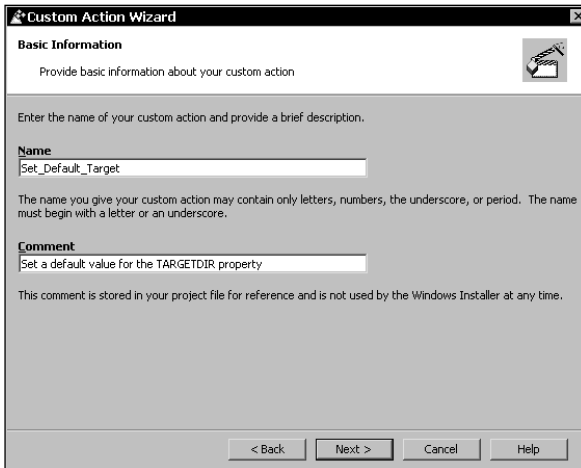 Custom Action Wizard
Basic Information
Provide basic information about your custom action
Enter the name of your custom action and provide a brief description.
Name
Set_Default_Target
The name you give your custom action may contain only letters, numbers, the underscore, or period. The name
must begin with a letter or an underscore.
Comment
Set a default value for the TARGETDIR property
This comment is stored in your project file for reference and is not used by the Windows Installer at any time.
< Back
Next >
Cancel
Help